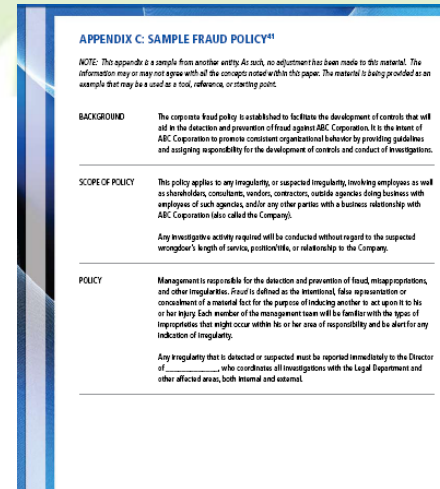 APPENDIX C: SAMPLE FRAUD POLICY⁴¹
NOTE: This appendix is a sample from another entity. As such, no adjustment has been made to this material. The
information may or may not agree with all the concepts noted within this paper. The material is being provided as an
example that may be a used as a tool, reference, or starting point.
BACKGROUND
The corporate fraud policy is established to facilitate the development of controls that will
aid in the detection and prevention of fraud against ABC Corporation. It is the intent of
ABC Corporation to promote consistent organizational behavior by providing guidelines
and assigning responsibility for the development of controls and conduct of investigations.
SCOPE OF POLICY
This policy applies to any irregularity, or suspected irregularity, involving employees as well
as shareholders, consultants, vendors, contractors, outside agencies doing business with
employees of such agencies, and/or any other parties with a business relationship with
ABC Corporation (also called the Company).
Any investigative activity required will be conducted without regard to the suspected
wrongdoer's length of service, position/title, or relationship to the Company.
POLICY
Management is responsible for the detection and prevention of fraud, misappropriations,
and other irregularities. Fraud is defined as the intentional, false representation or
concealment of a material fact for the purpose of inducing another to act upon it to his
or her injury. Each member of the management team will be familiar with the types of
improprieties that might occur within his or her area of responsibility and be alert for any
indication of irregularity.
Any irregularity that is detected or suspected must be reported immediately to the Director
of _____________, who coordinates all investigations with the Legal Department and
other affected areas, both internal and external.